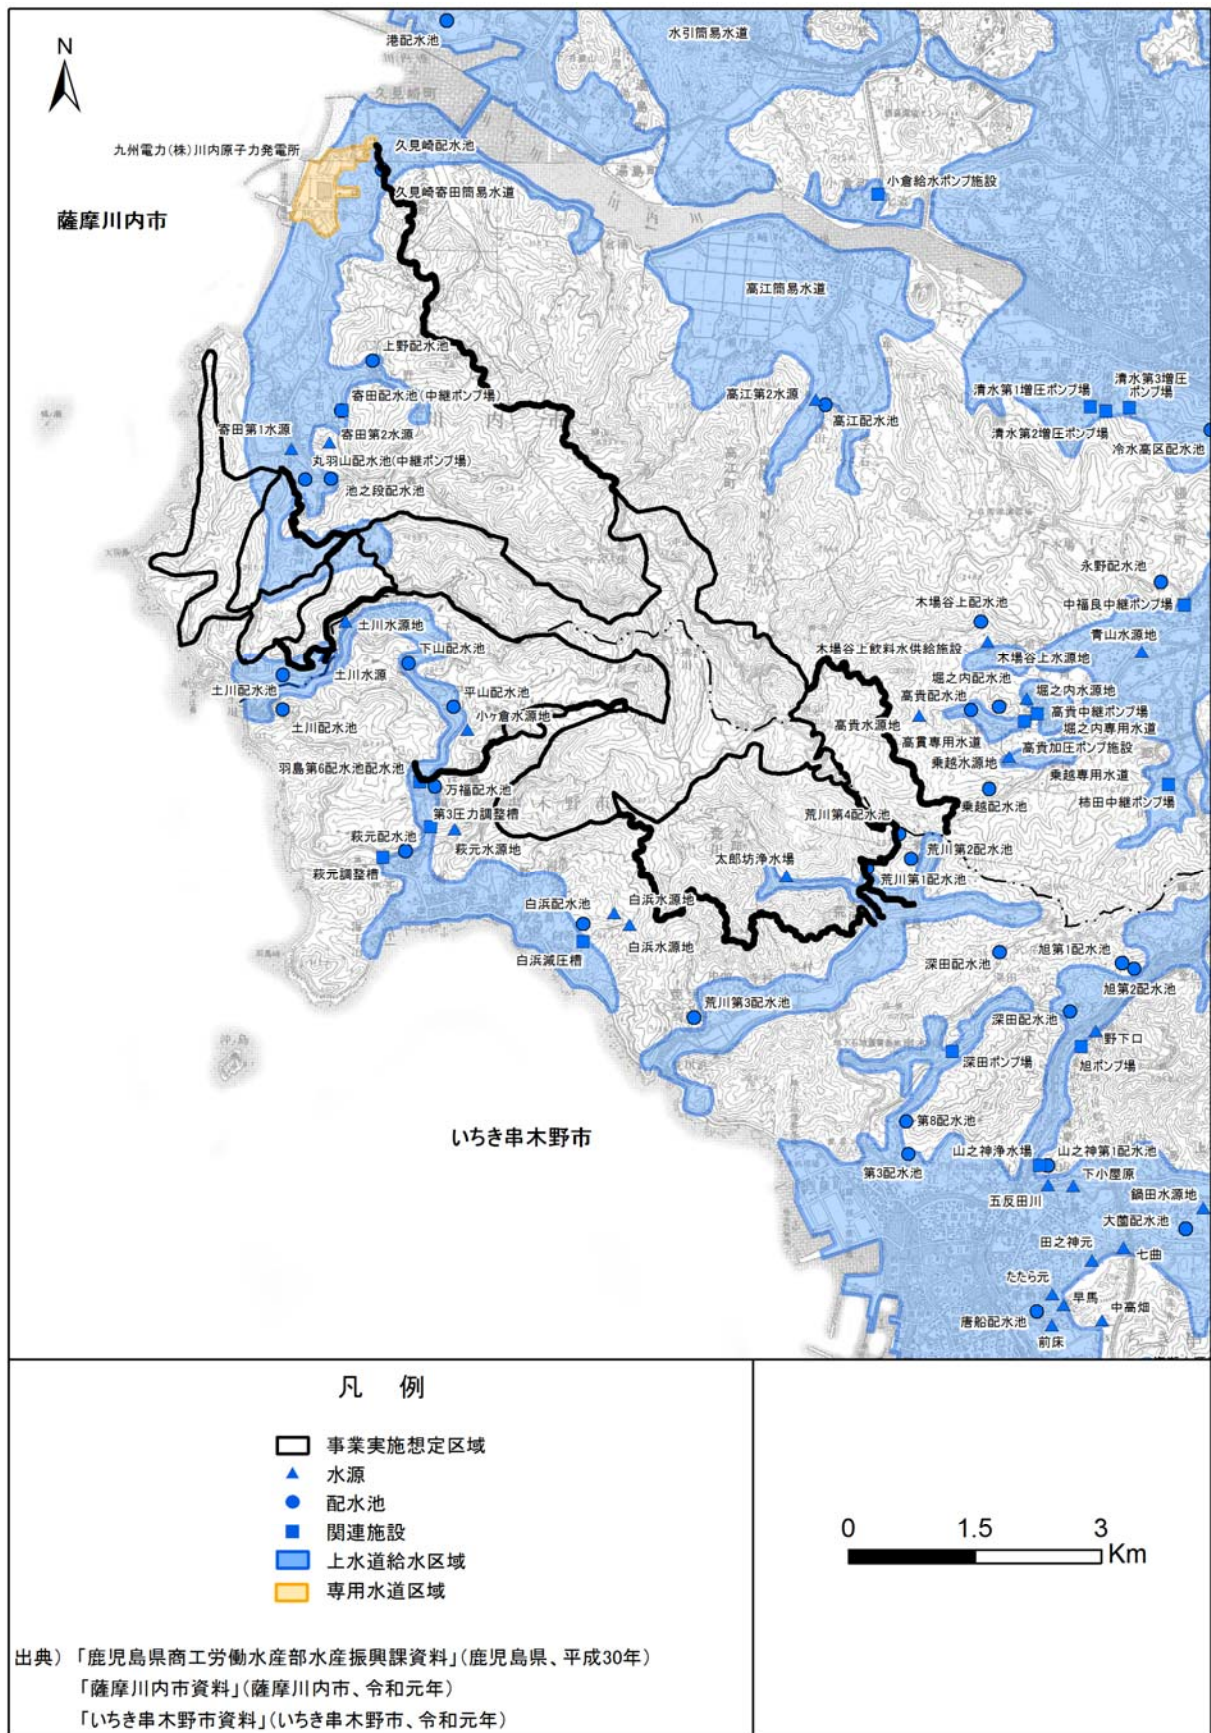 N
港配水池
水引簡易水道
久見崎町
九州電力(株)川内原子力発電所
久見崎配水池
久見崎寄田簡易水道
小倉給水ポンプ施設
薩摩川内市
高江簡易水道
上野配水池
寄田配水池(中継ポンプ場)
寄田第1水源
寄田第2水源
丸羽山配水池(中継ポンプ場)
池之段配水池
高江第2水源
高江配水池
清水第1増圧ポンプ場
清水第3増圧
ポンプ場
清水第2増圧ポンプ場
冷水高区配水池
永野配水池
中福良中継ポンプ場
木場谷上配水池
青山水源地
木場谷上飲料水供給施設
木場谷上水源地
土川水源地
下山配水池
土川水源
土川配水池
平山配水池
小ヶ倉水源地
土川配水池
堀之内配水池
堀之内水源地
高貴配水池
高貴中継ポンプ場
高貴水源地
堀之内専用水道
高貫専用水道
高貴加圧ポンプ施設
乗越水源地
乗越専用水道
乗越配水池
柿田中継ポンプ場
羽島第6配水池配水池
万福配水池
第3圧力調整槽
萩元配水池
萩元水源地
萩元調整槽
荒川第4配水池
荒川第2配水池
太郎坊浄水場
荒川第1配水池
白浜配水池
白浜水源地
白浜水源地
白浜減圧槽
深田配水池
旭第1配水池
旭第2配水池
荒川第3配水池
深田配水池
野下口
深田ポンプ場
旭ポンプ場
沖ノ島
いちき串木野市
第8配水池
第3配水池
山之神浄水場
山之神第1配水池
五反田川
下小屋原
鍋田水源地
大薗配水池
田之神元
七曲
たたら元
早馬
中高畑
唐船配水池
前床
凡 例
事業実施想定区域
水源
配水池
関連施設
上水道給水区域
専用水道区域
0 1.5 3
Km
出典)「鹿児島県商工労働水産部水産振興課資料」(鹿児島県、平成30年)
「薩摩川内市資料」(薩摩川内市、令和元年)
「いちき串木野市資料」(いちき串木野市、令和元年)